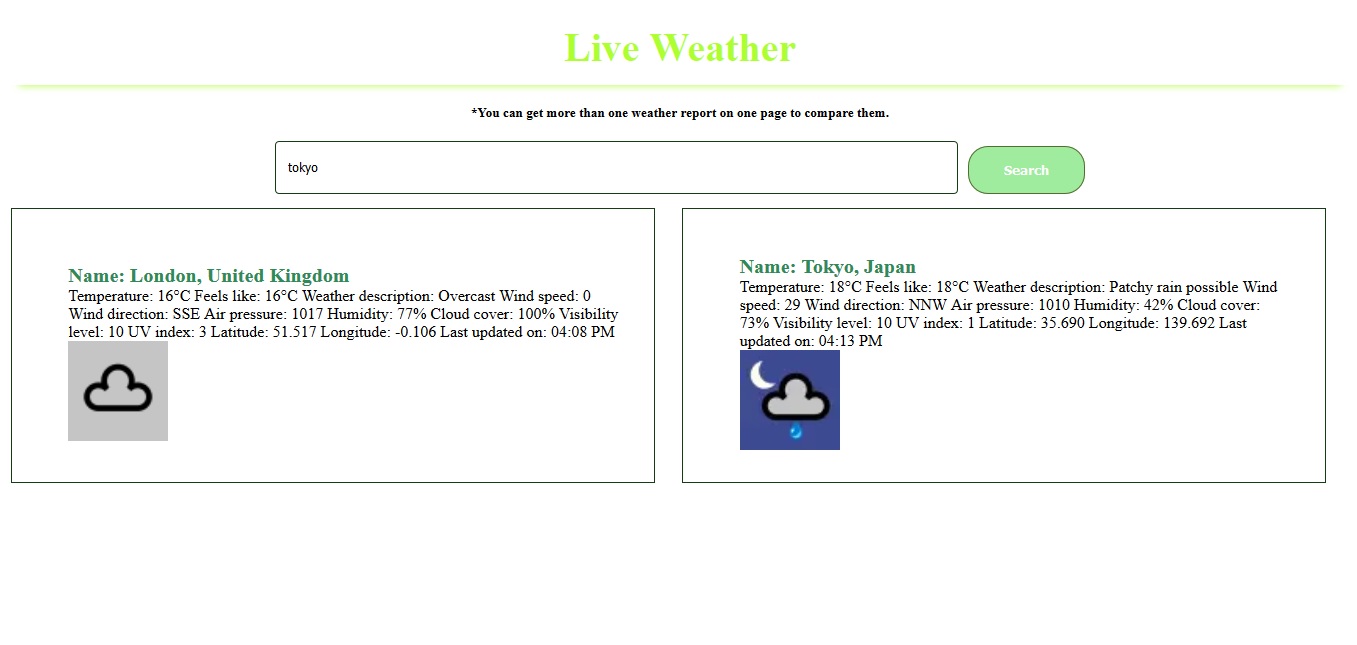 Live Weather
*You can get more than one weather report on one page to compare them.
tokyo
Search
Name: London, United Kingdom
Temperature: 16°C Feels like: 16°C Weather description: Overcast Wind speed: 0
Wind direction: SSE Air pressure: 1017 Humidity: 77% Cloud cover: 100% Visibility
level: 10 UV index: 3 Latitude: 51.517 Longitude: -0.106 Last updated on: 04:08 PM
Name: Tokyo, Japan
Temperature: 18°C Feels like: 18°C Weather description: Patchy rain possible Wind
speed: 29 Wind direction: NNW Air pressure: 1010 Humidity: 42% Cloud cover:
73% Visibility level: 10 UV index: 1 Latitude: 35.690 Longitude: 139.692 Last
updated on: 04:13 PM